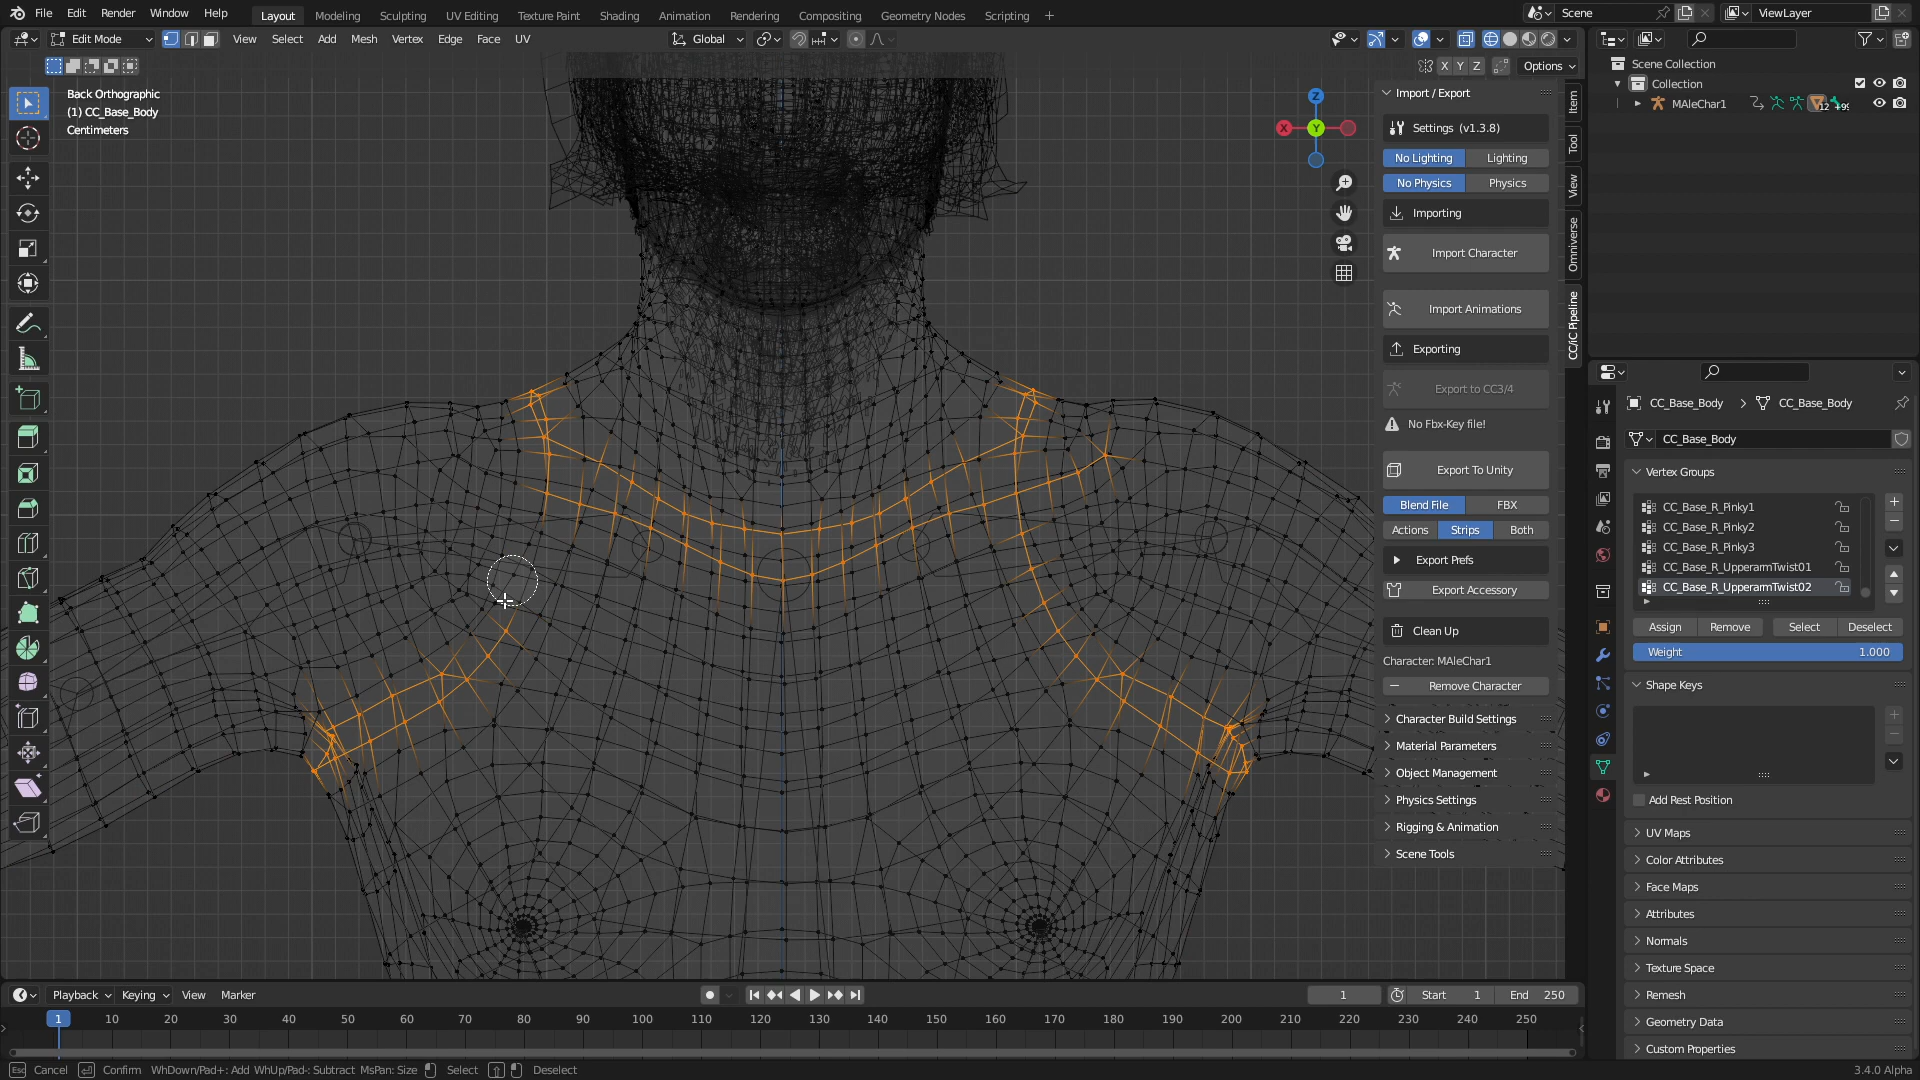 File Edit Render Window Help Layout Modeling Sculpting UV Editing Texture Paint Shading Animation Rendering Compositing Geometry Nodes Scripting + Scene ViewLayer
Edit Mode View Select Add Mesh Vertex Edge Face UV Global
X Y Z Options
Back Orthographic
(1) CC_Base_Body
Centimeters
Z
X
Y
Import / Export
Settings (v1.3.8)
No Lighting Lighting
No Physics Physics
Importing
Import Character
Import Animations
Exporting
Export to CC3/4
No Fbx-Key file!
Export To Unity
Blend File FBX
Actions Strips Both
Export Prefs
Export Accessory
Clean Up
Character: MAleChar1
Remove Character
Character Build Settings
Material Parameters
Object Management
Physics Settings
Rigging & Animation
Scene Tools
Item
Tool
View
Omniverse
CC/iC Pipeline
Scene Collection
Collection
MAleChar1
CC_Base_Body CC_Base_Body
CC_Base_Body
Vertex Groups
CC_Base_R_Pinky1
CC_Base_R_Pinky2
CC_Base_R_Pinky3
CC_Base_R_UpperarmTwist01
CC_Base_R_UpperarmTwist02
Assign Remove Select Deselect
Weight 1.000
Shape Keys
Add Rest Position
UV Maps
Color Attributes
Face Maps
Attributes
Normals
Texture Space
Remesh
Geometry Data
Custom Properties
Playback Keying View Marker 1 Start 1 End 250
1 10 20 30 40 50 60 70 80 90 100 110 120 130 140 150 160 170 180 190 200 210 220 230 240 250
Esc Cancel Confirm WhDown/Pad+: Add WhUp/Pad-: Subtract MsPan: Size Select Deselect 3.4.0 Alpha